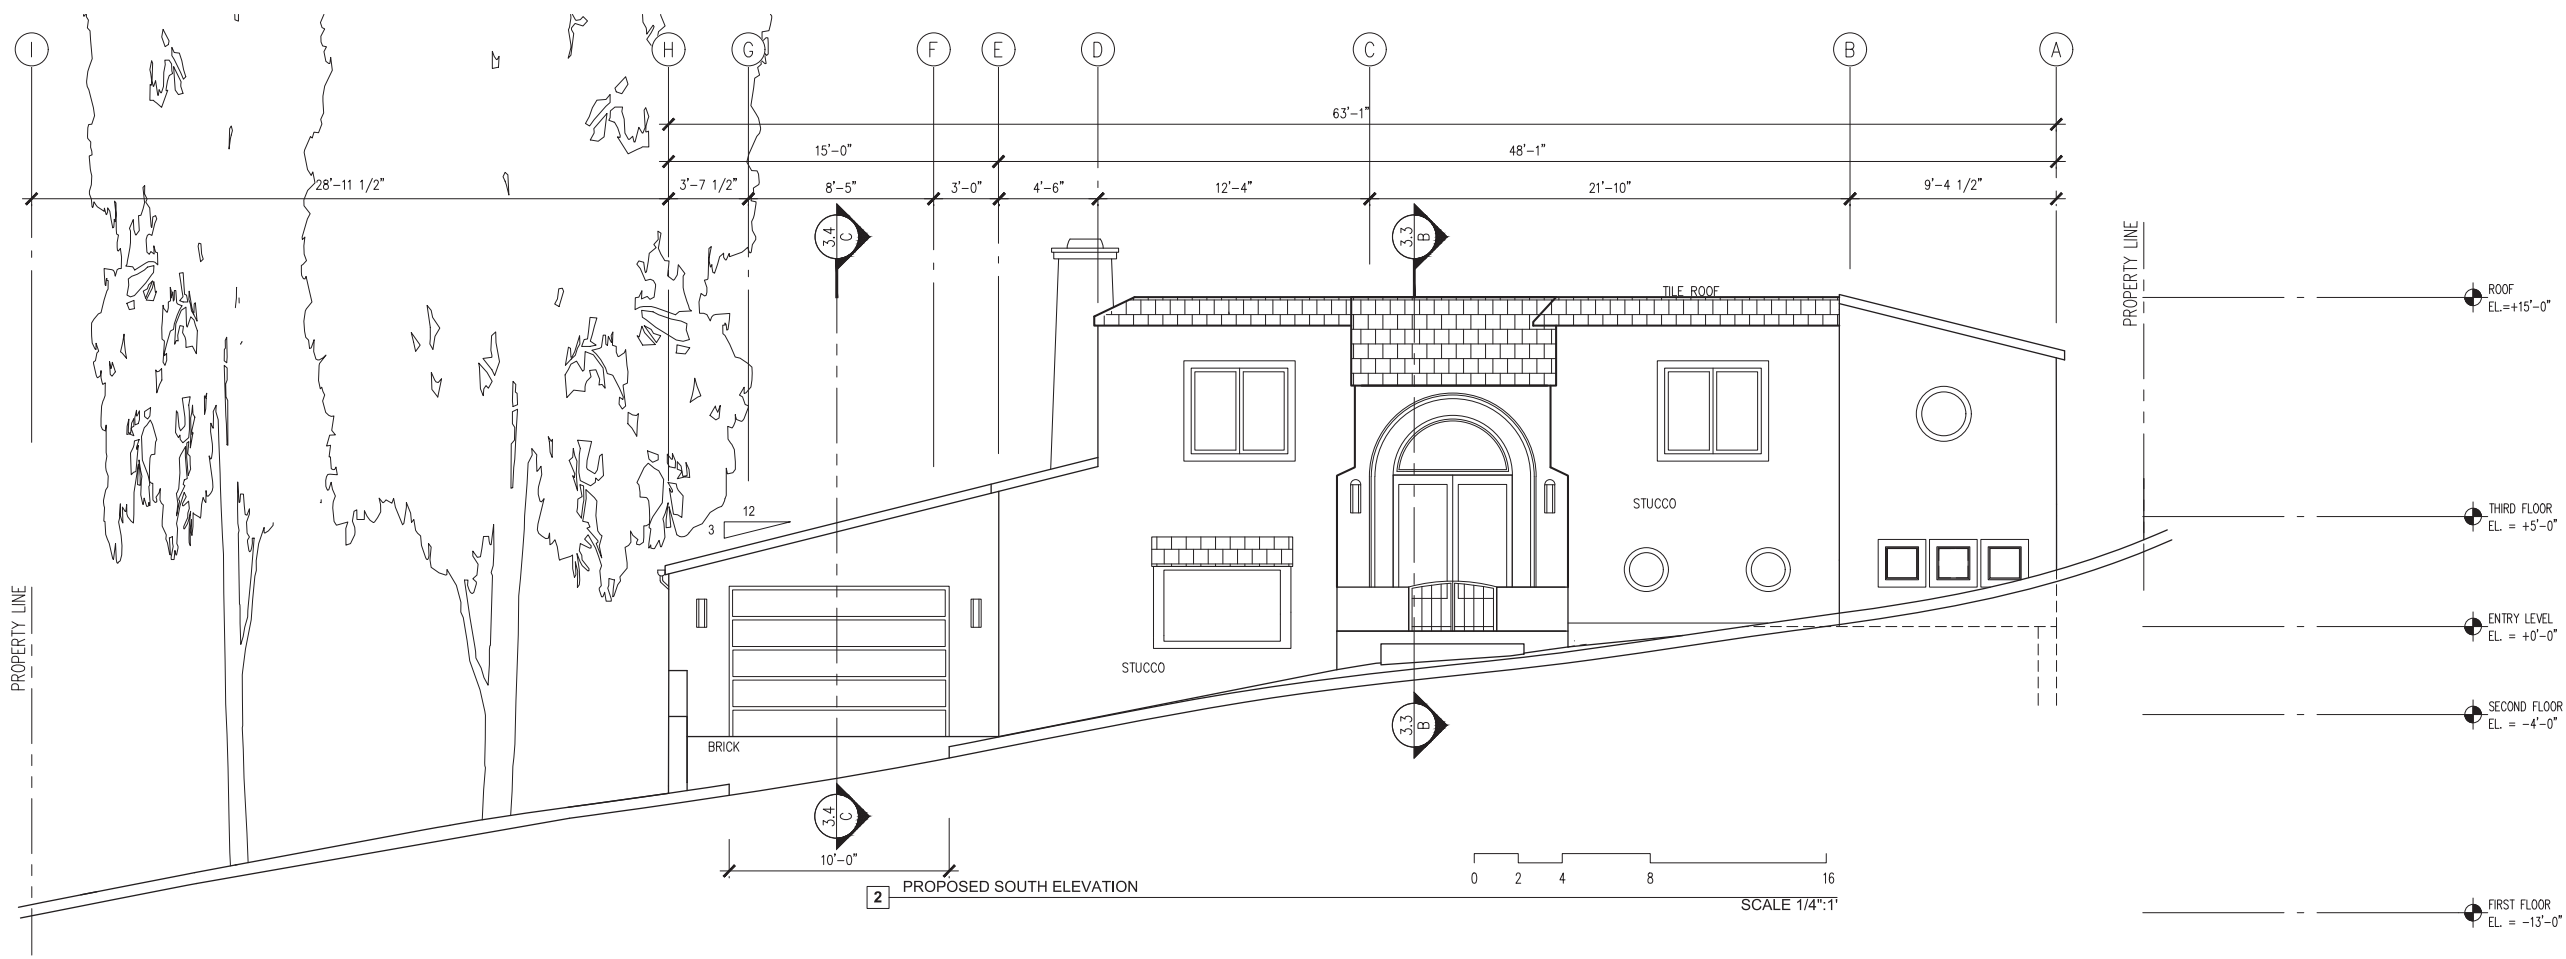 I H G F E D C B A
63'-1"
15'-0" 48'-1"
28'-11 1/2" 3'-7 1/2" 8'-5" 3'-0" 4'-6" 12'-4" 21'-10" 9'-4 1/2"
3.4 C
3.3 B
PROPERTY LINE
TILE ROOF
ROOF
EL.=+15'-0"
12
3
STUCCO
THIRD FLOOR
EL. = +5'-0"
PROPERTY LINE
STUCCO
ENTRY LEVEL
EL. = +0'-0"
BRICK
3.3 B
SECOND FLOOR
EL. = -4'-0"
3.4 C
10'-0"
0 2 4 8 16
2 PROPOSED SOUTH ELEVATION
SCALE 1/4":1'
FIRST FLOOR
EL. = -13'-0"